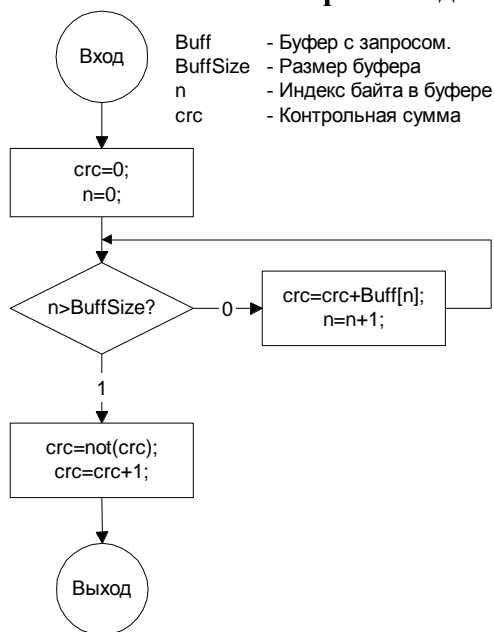 Вход
Buff - Буфер с запросом.
BuffSize - Размер буфера
n - Индекс байта в буфере
crc - Контрольная сумма
crc=0;
n=0;
n>BuffSize?
0
crc=crc+Buff[n];
n=n+1;
1
crc=not(crc);
crc=crc+1;
Выход